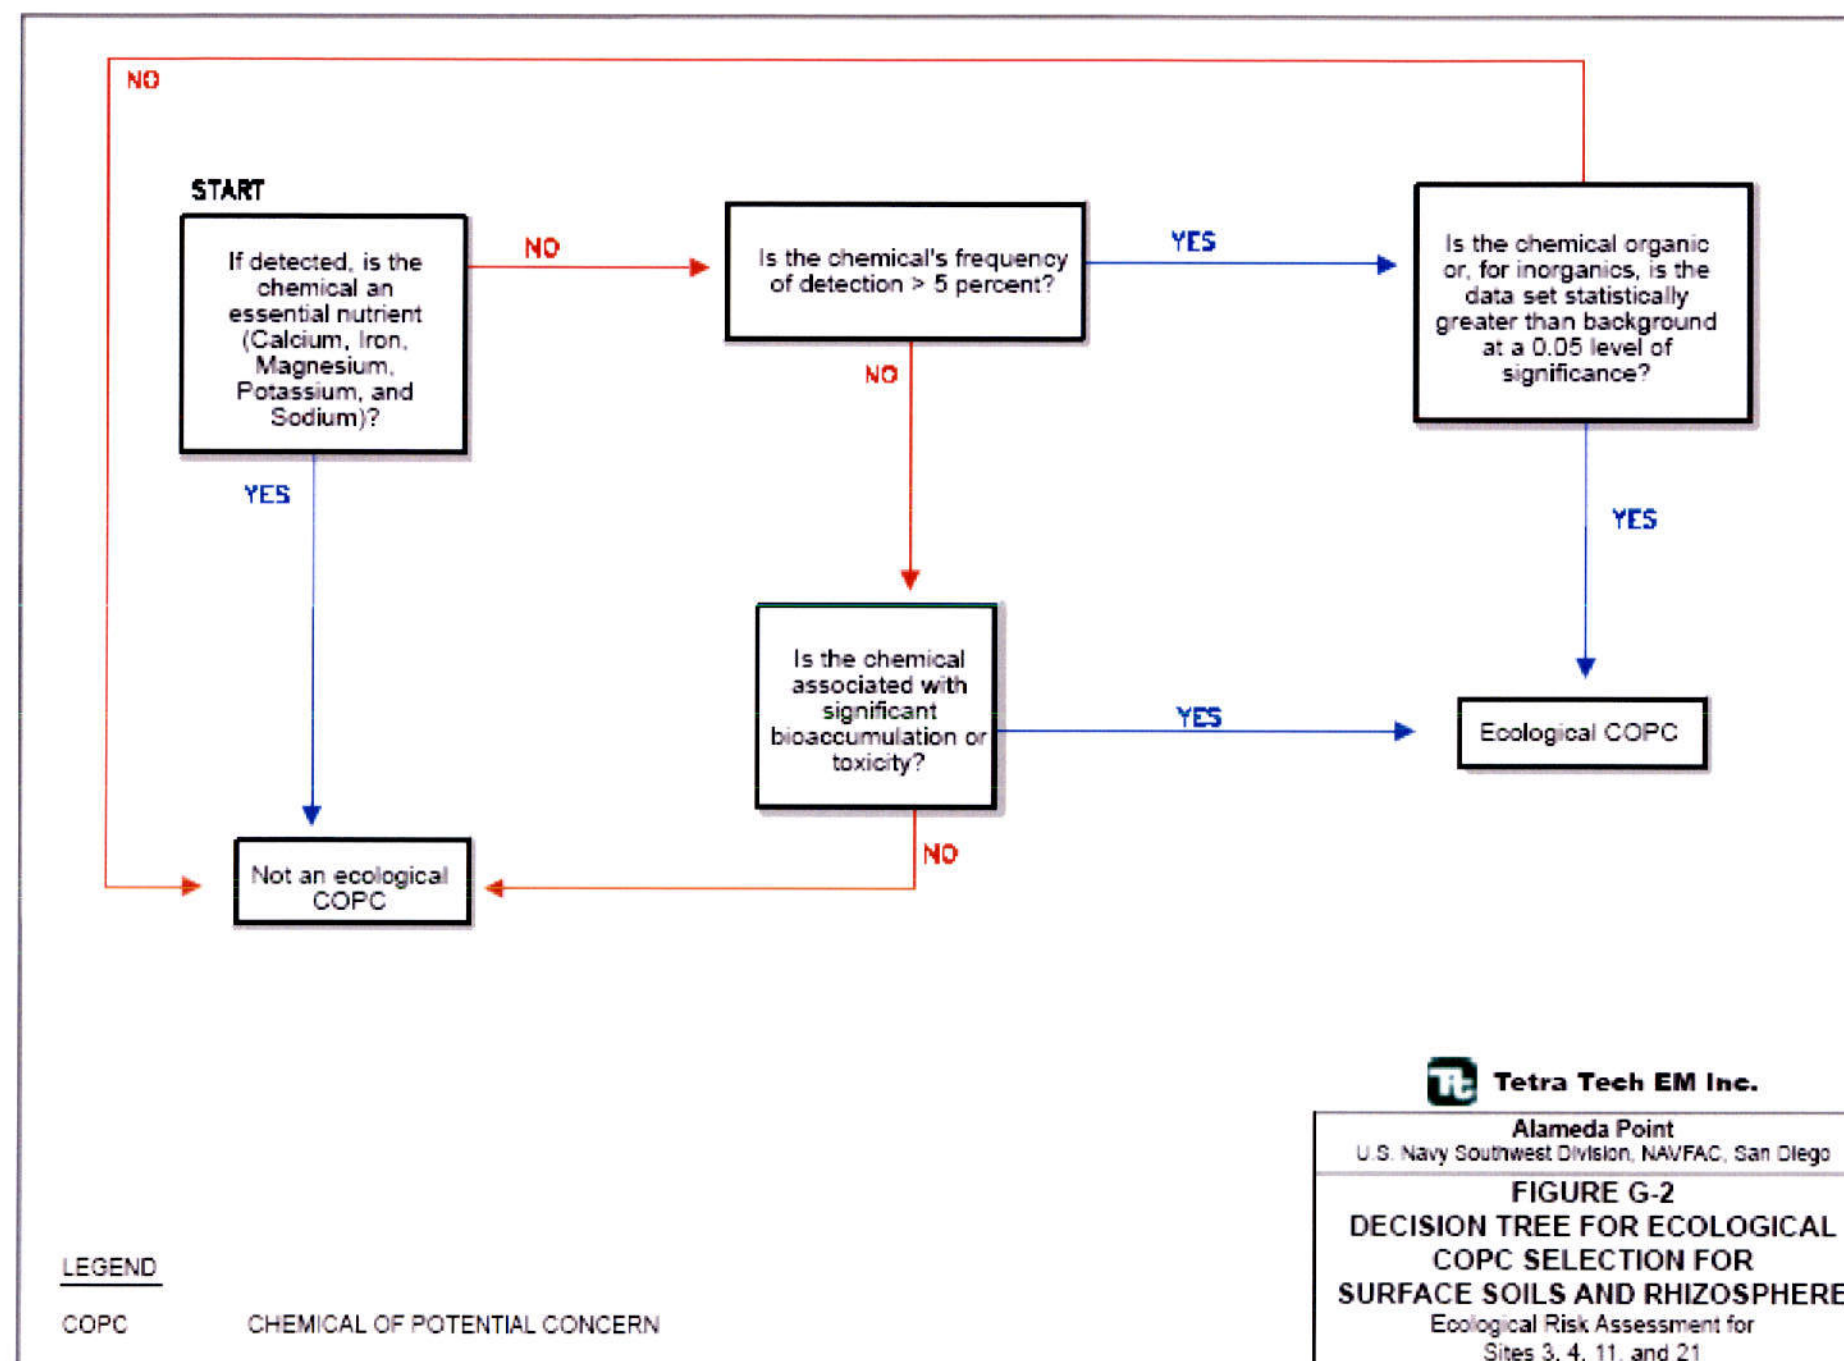 NO
START
If detected, is the
chemical an
essential nutrient
(Calcium, Iron,
Magnesium,
Potassium, and
Sodium)?
NO
Is the chemical's frequency
of detection > 5 percent?
YES
Is the chemical organic
or, for inorganics, is the
data set statistically
greater than background
at a 0.05 level of
significance?
YES
NO
YES
Is the chemical
associated with
significant
bioaccumulation or
toxicity?
YES
Ecological COPC
NO
Not an ecological
COPC
Tt Tetra Tech EM Inc.
Alameda Point
U.S. Navy Southwest Division, NAVFAC, San Diego
FIGURE G-2
DECISION TREE FOR ECOLOGICAL
COPC SELECTION FOR
SURFACE SOILS AND RHIZOSPHERE
Ecological Risk Assessment for
Sites 3, 4, 11, and 21
LEGEND
COPC CHEMICAL OF POTENTIAL CONCERN